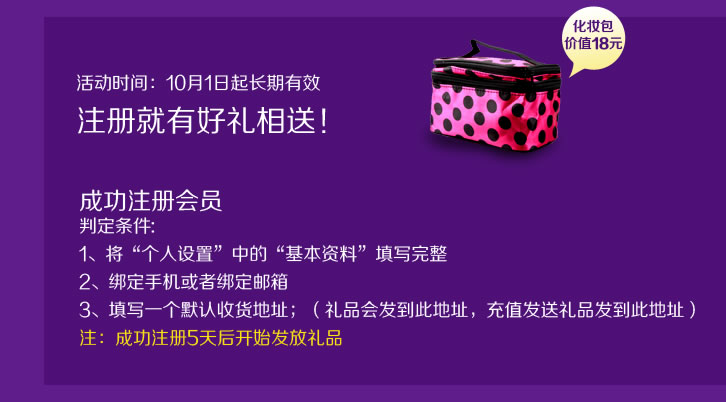 化妆包
价值18元
活动时间：10月1日起长期有效
注册就有好礼相送！
成功注册会员
判定条件：
1、将“个人设置”中的“基本资料”填写完整
2、绑定手机或者绑定邮箱
3、填写一个默认收货地址；（礼品会发到此地址，充值发送礼品发到此地址）
注：成功注册5天后开始发放礼品